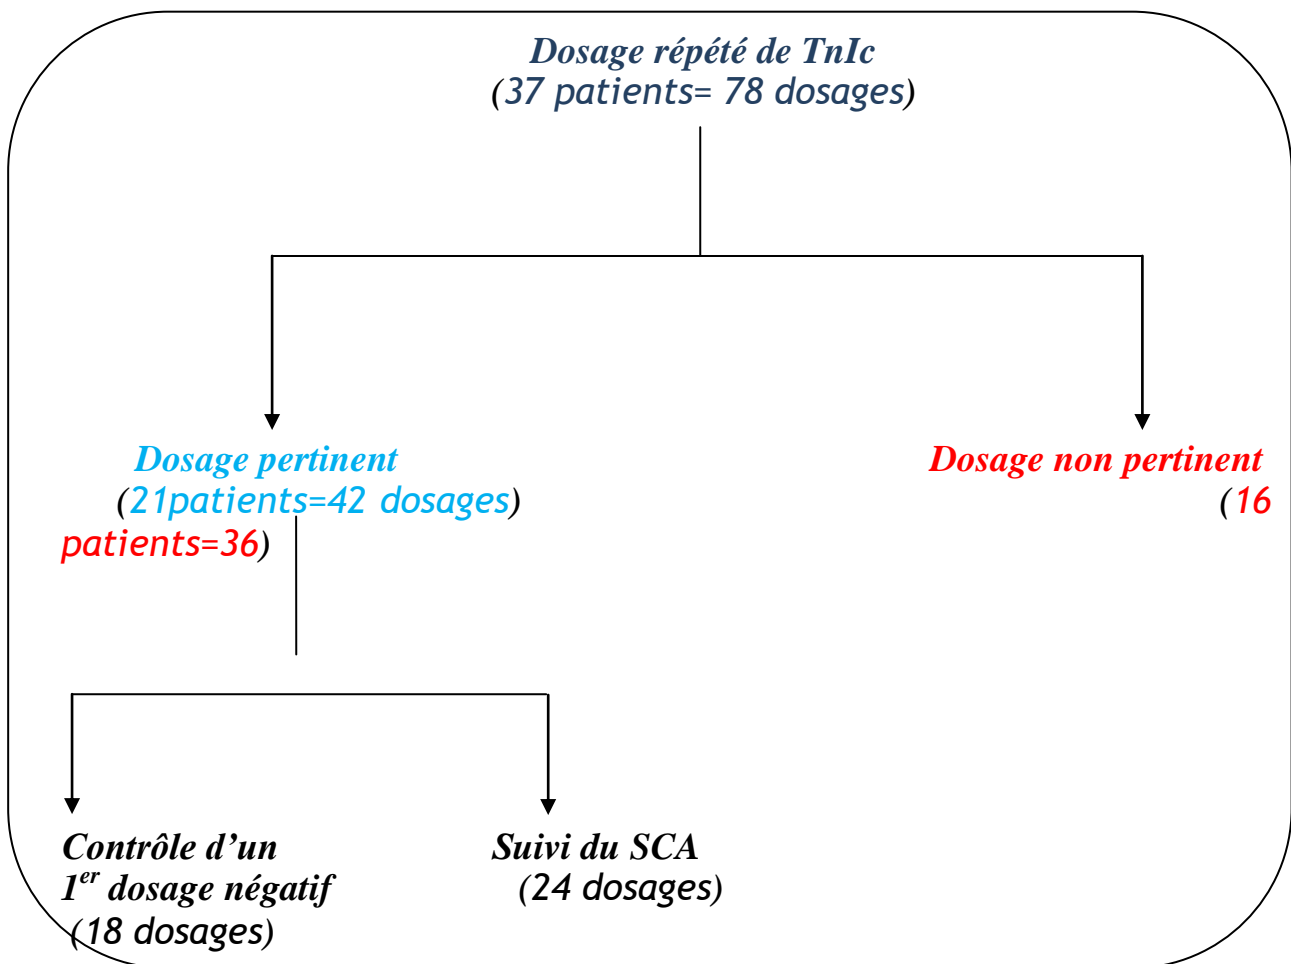 Dosage répété de TnIc
(37 patients= 78 dosages)
Dosage pertinent
Dosage non pertinent
(21patients=42 dosages)
(16
patients=36)
Contrôle d’un
1er dosage négatif
(18 dosages)
Suivi du SCA
(24 dosages)